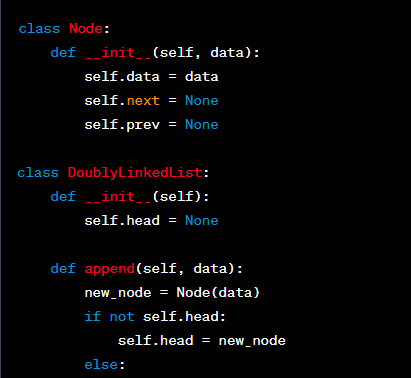 class Node:
    def __init__(self, data):
        self.data = data
        self.next = None
        self.prev = None

class DoublyLinkedList:
    def __init__(self):
        self.head = None

    def append(self, data):
        new_node = Node(data)
        if not self.head:
            self.head = new_node
        else: